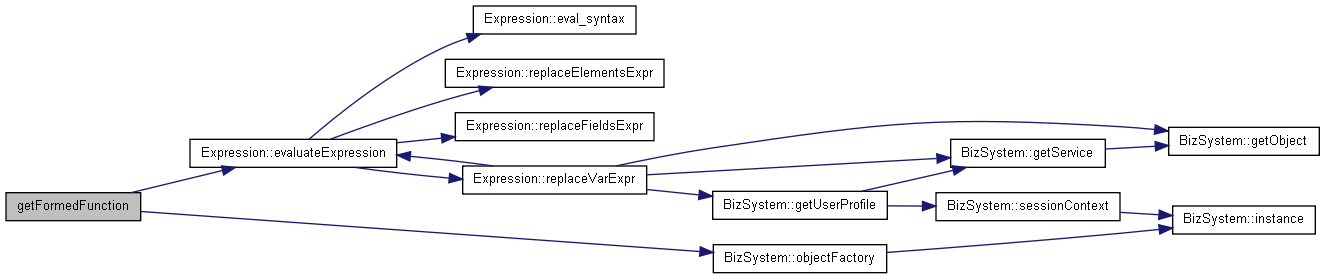 Expression::eval_syntax
Expression::replaceElementsExpr
Expression::replaceFieldsExpr
Expression::evaluateExpression
BizSystem::getObject
BizSystem::getService
Expression::replaceVarExpr
getFormedFunction
BizSystem::getUserProfile
BizSystem::sessionContext
BizSystem::instance
BizSystem::objectFactory